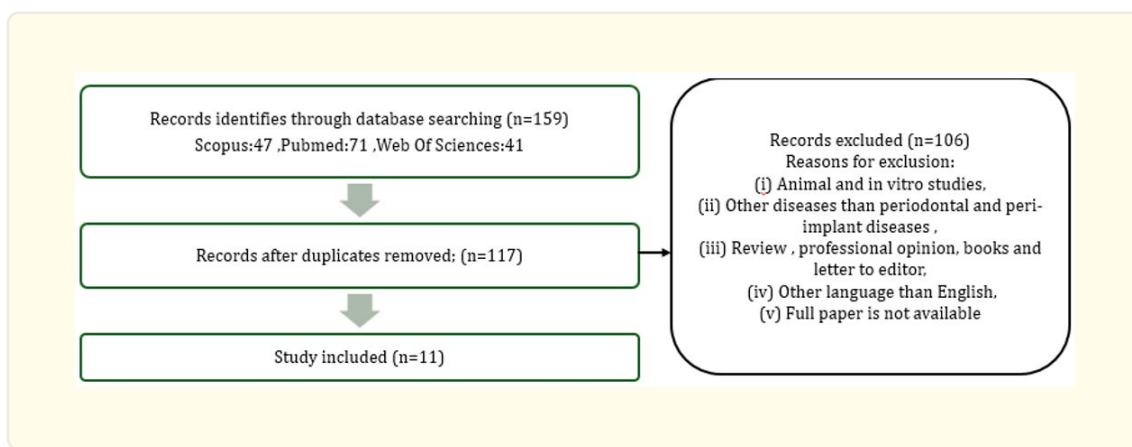 Records identifies through database searching (n=159)
Scopus:47 ,Pubmed:71 ,Web Of Sciences:41
Records after duplicates removed; (n=117)
Study included (n=11)
Records excluded (n=106)
Reasons for exclusion:
(i) Animal and in vitro studies,
(ii) Other diseases than periodontal and peri-
implant diseases ,
(iii) Review , professional opinion, books and
letter to editor,
(iv) Other language than English,
(v) Full paper is not available